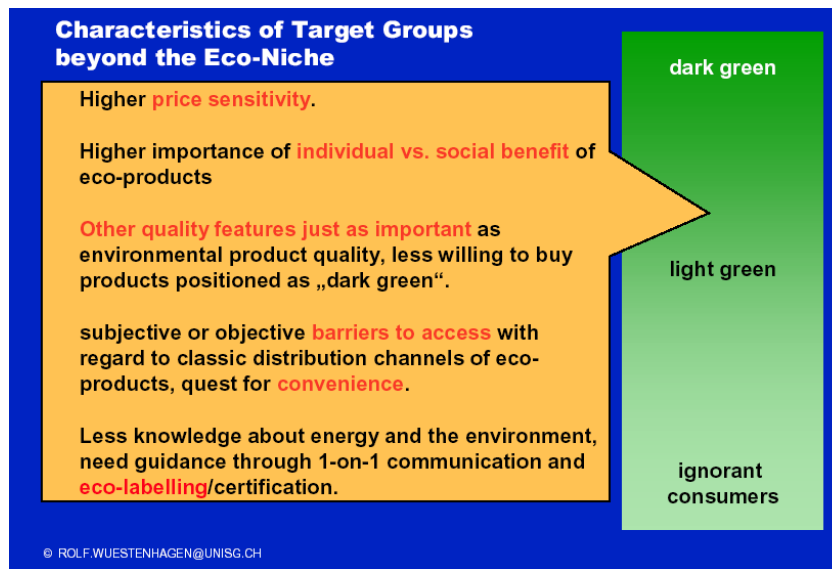 Characteristics of Target Groups
beyond the Eco-Niche
Higher price sensitivity.
Higher importance of individual vs. social benefit of
eco-products
Other quality features just as important as
environmental product quality, less willing to buy
products positioned as „dark green“.
subjective or objective barriers to access with
regard to classic distribution channels of eco-
products, quest for convenience.
Less knowledge about energy and the environment,
need guidance through 1-on-1 communication and
eco-labelling/certification.
dark green
light green
ignorant
consumers
© ROLF.WUESTENHAGEN@UNISG.CH